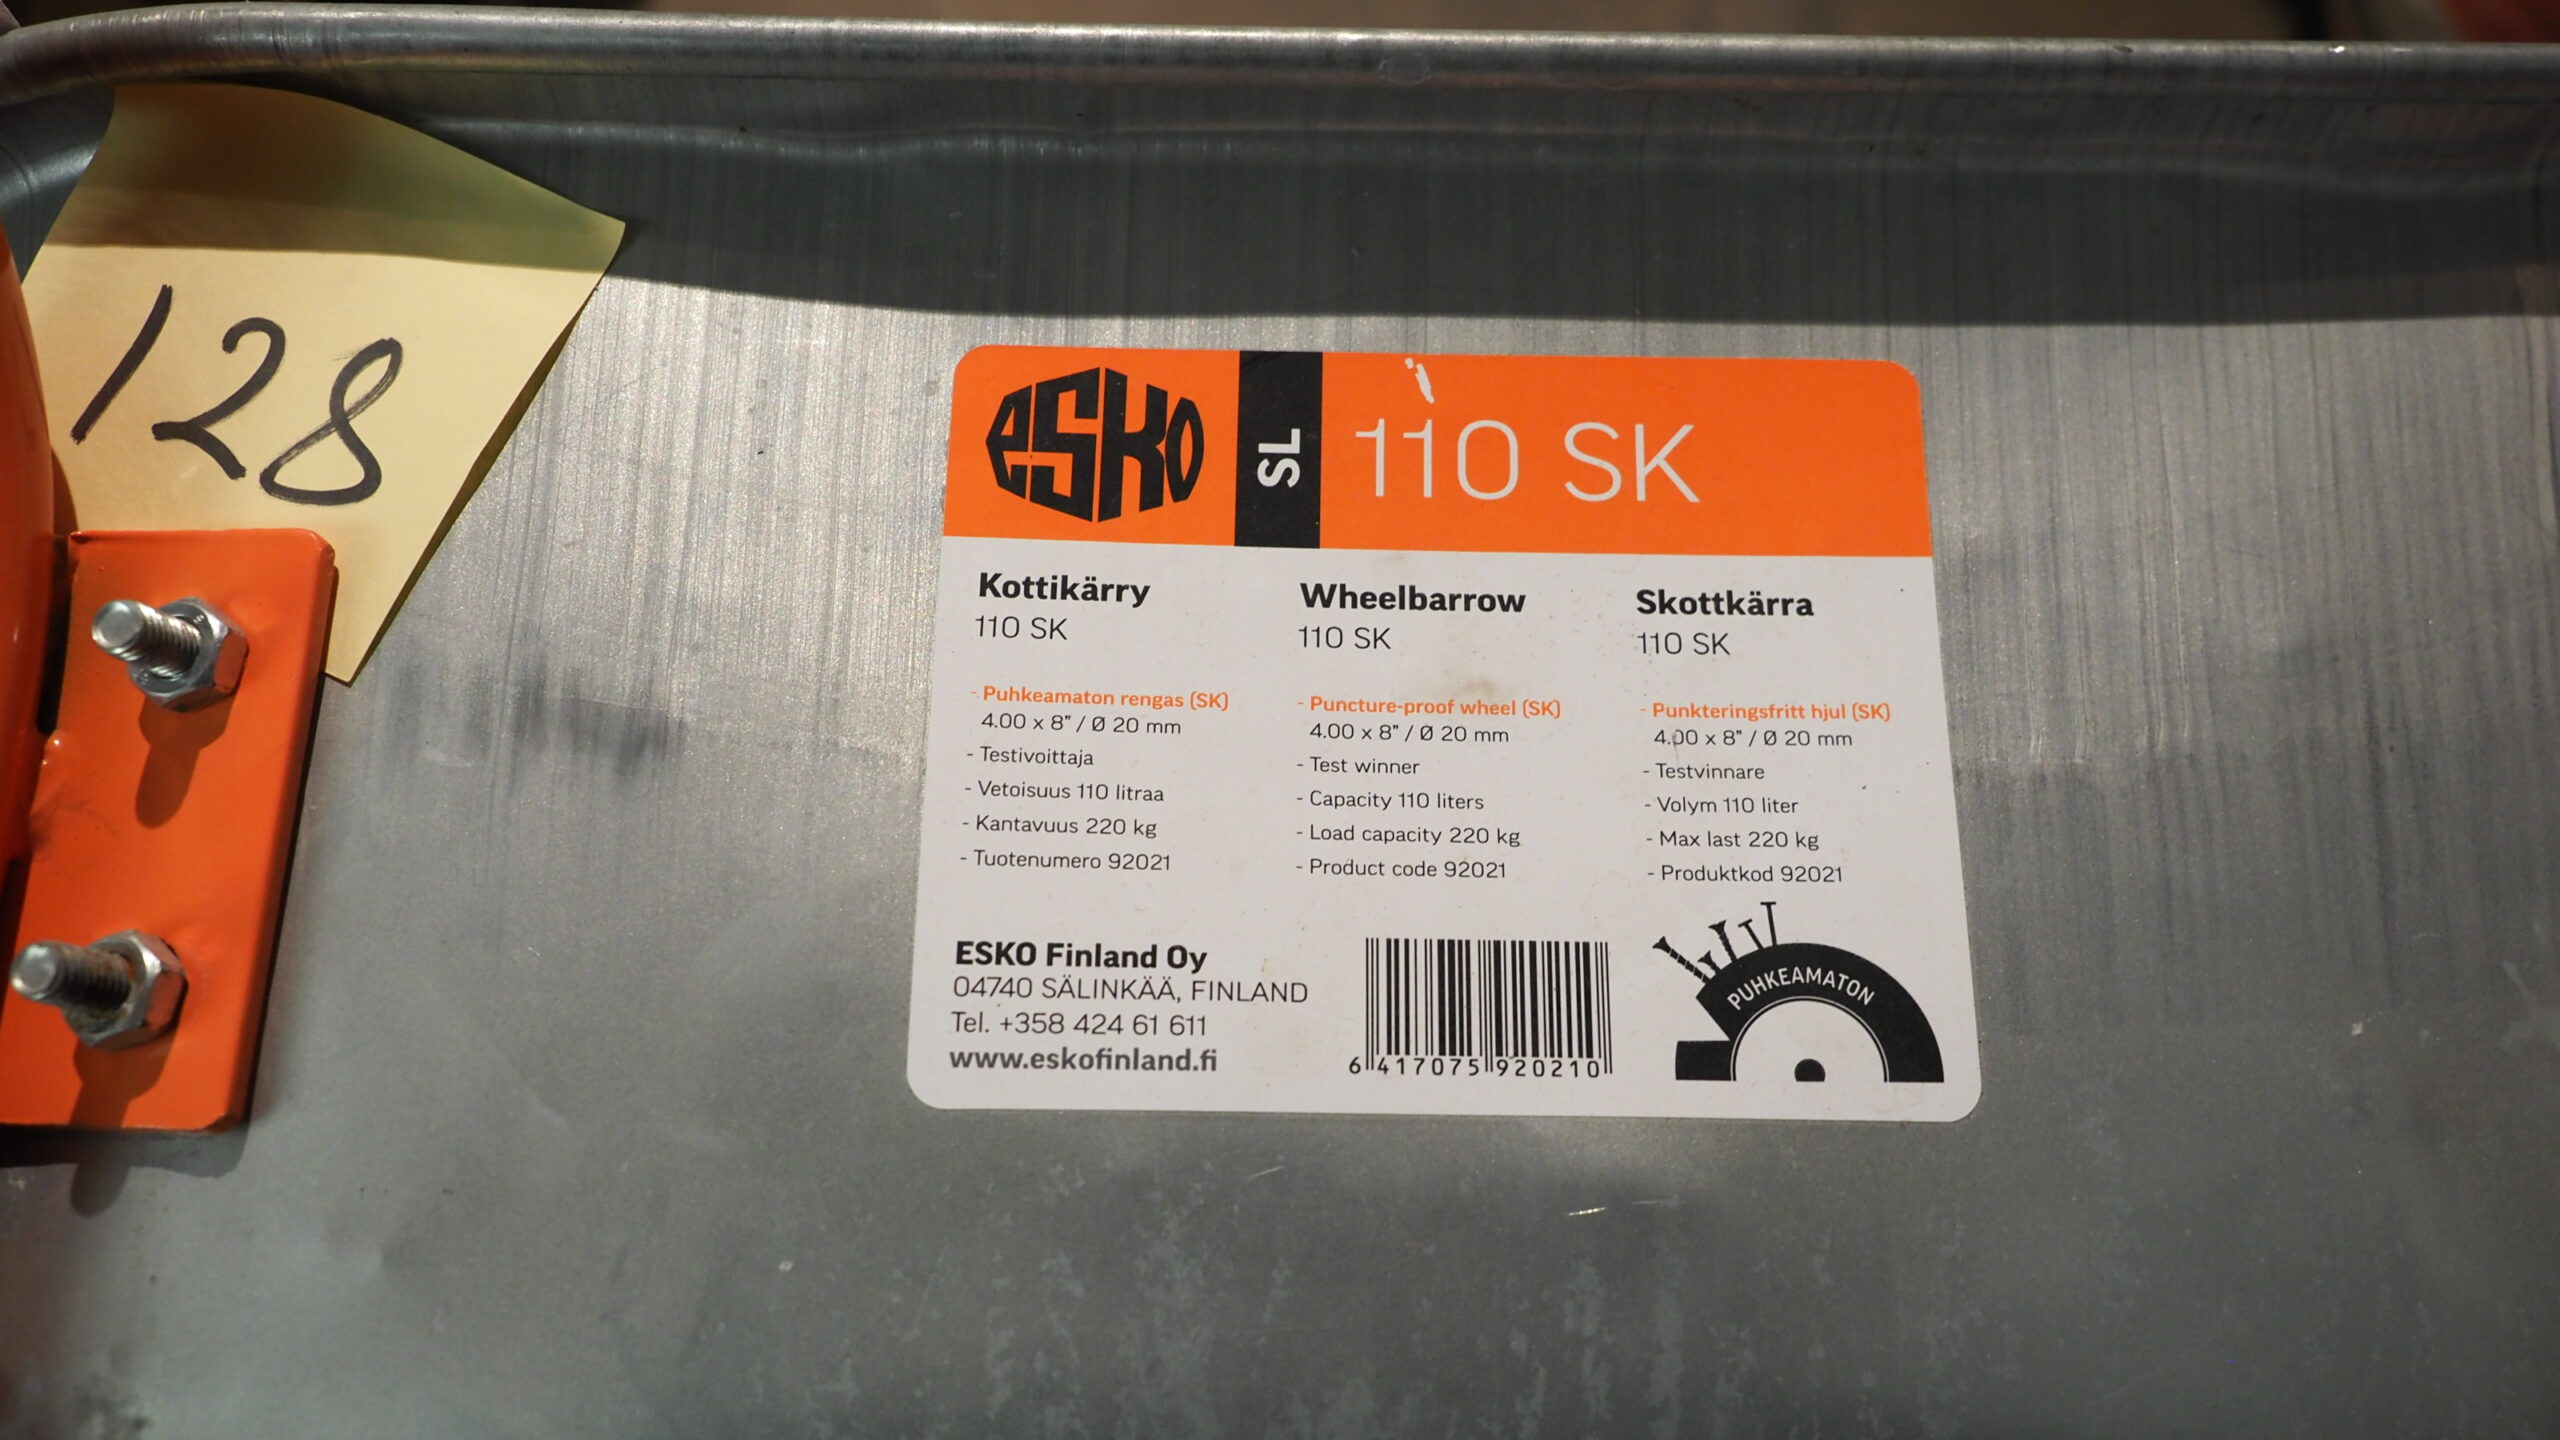 128
esko
SL
110 SK
Kottikärry
110 SK
- Puhkeamaton rengas (SK)
4.00 x 8" / Ø 20 mm
- Testivoittaja
- Vetoisuus 110 litraa
- Kantavuus 220 kg
- Tuotenumero 92021
Wheelbarrow
110 SK
- Puncture-proof wheel (SK)
4.00 x 8" / Ø 20 mm
- Test winner
- Capacity 110 liters
- Load capacity 220 kg
- Product code 92021
Skottkärra
110 SK
- Punkteringsfritt hjul (SK)
4.00 x 8" / Ø 20 mm
- Testvinnare
- Volym 110 liter
- Max last 220 kg
- Produktkod 92021
ESKO Finland Oy
04740 SÄLINKÄÄ, FINLAND
Tel. +358 424 61 611
www.eskofinland.fi
6 417075 920210
PUHKEAMATON